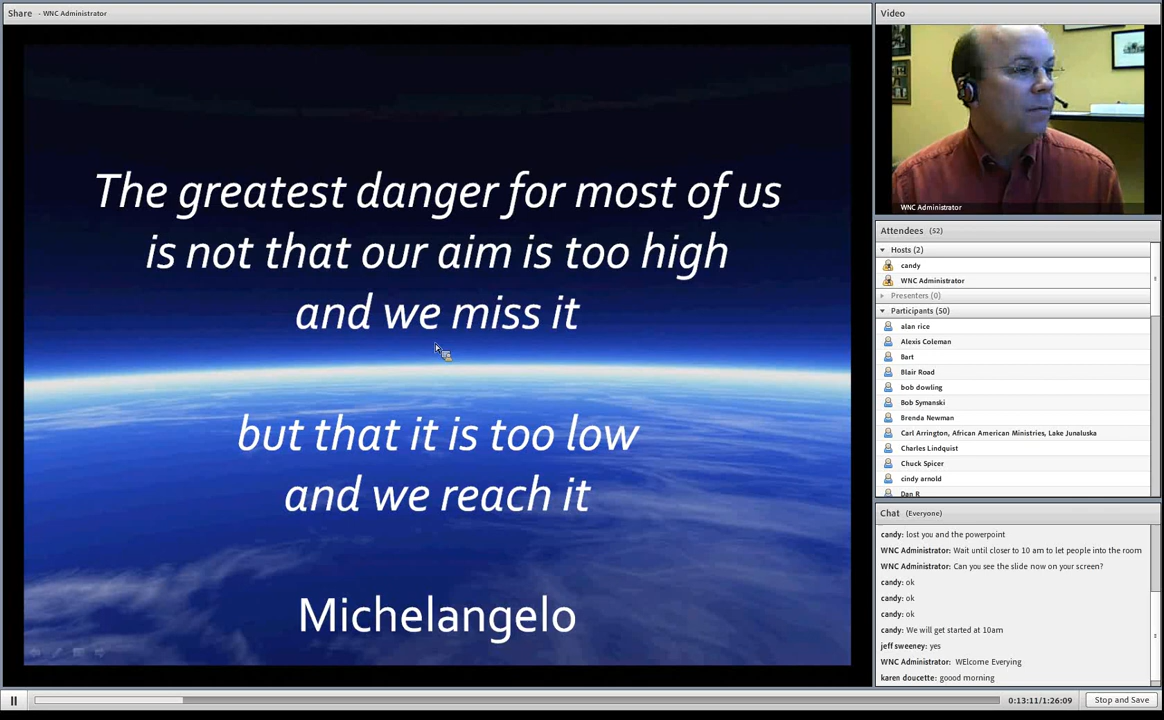 Share - WNC Administrator
The greatest danger for most of us
is not that our aim is too high
and we miss it
but that it is too low
and we reach it
Michelangelo
Video
WNC Administrator
Attendees (52)
Hosts (2)
candy
WNC Administrator
Presenters (0)
Participants (50)
alan rice
Alexis Coleman
Bart
Blair Road
bob dowling
Bob Symanski
Brenda Newman
Carl Arrington, African American Ministries, Lake Junaluska
Charles Lindquist
Chuck Spicer
cindy arnold
Dan R
Chat (Everyone)
candy: lost you and the powerpoint
WNC Administrator: Wait until closer to 10 am to let people into the room
WNC Administrator: Can you see the slide now on your screen?
candy: ok
candy: ok
candy: ok
candy: We will get started at 10am
jeff sweeney: yes
WNC Administrator: WElcome Everying
karen doucette: goood morning
0:13:11/1:26:09
Stop and Save